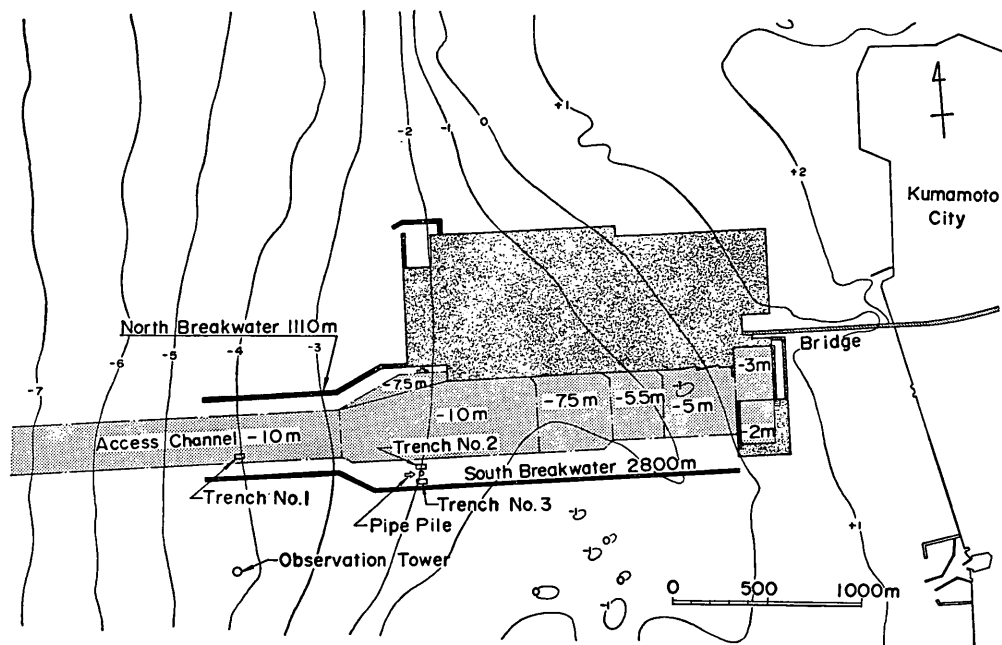 +1
0
-1
-2
+2
Kumamoto
City
North Breakwater 1110m
-7
-6
-5
-4
-3
Bridge
-7.5m
-3m
-10m
-7.5m
-5.5m
-5m
-2m
Access Channel -10m
Trench No.2
South Breakwater 2800m
Trench No.1
Trench No.3
Pipe Pile
Observation Tower
+1
0 500 1000m